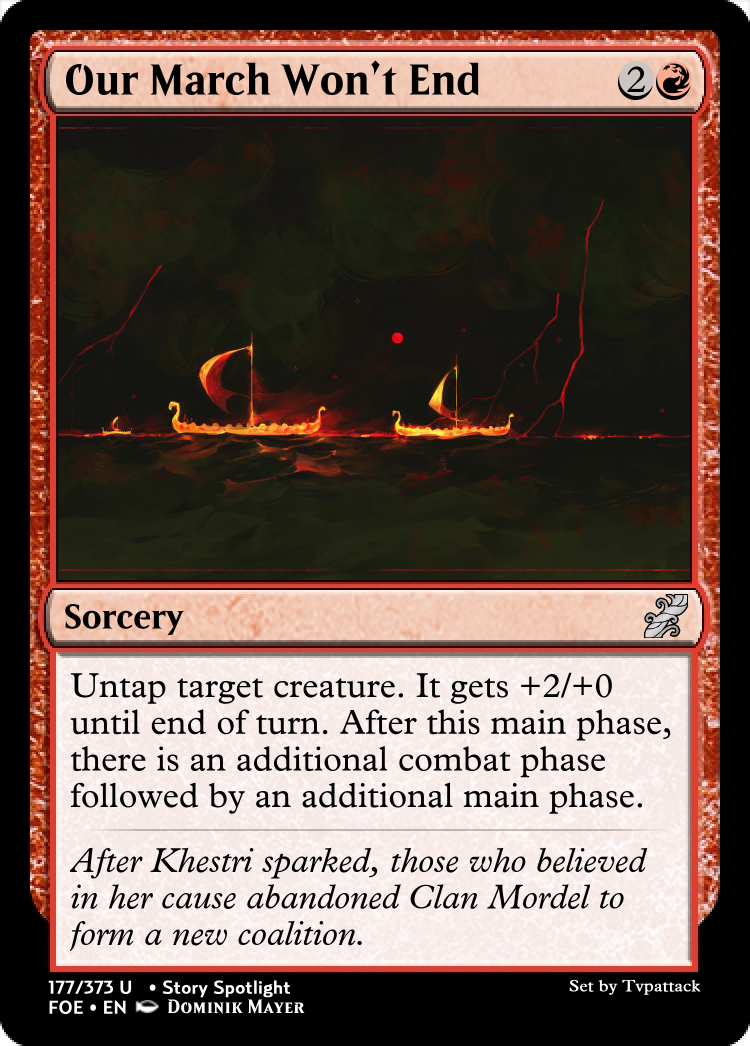 Our March Won't End 2
Sorcery
Untap target creature. It gets +2/+0
until end of turn. After this main phase,
there is an additional combat phase
followed by an additional main phase.
After Khestri sparked, those who believed
in her cause abandoned Clan Mordel to
form a new coalition.
177/373 U • Story Spotlight
FOE • EN DOMINIK MAYER
Set by Tvpattack